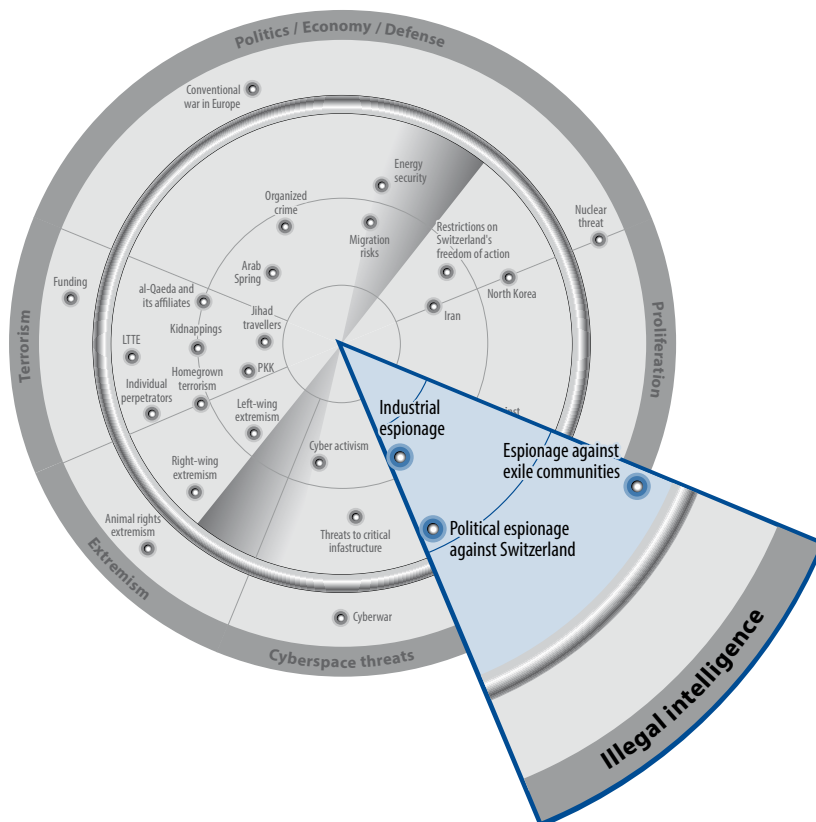 Politics / Economy / Defense
Conventional
war in Europe
Energy
security
Organized
crime
Migration
risks
Restrictions on
Switzerland's
freedom of action
Nuclear
threat
North Korea
Iran
Arab
Spring
Funding
al-Qaeda and
its affiliates
Jihad
travellers
Kidnappings
LTTE
Homegrown
terrorism
PKK
Individual
perpetrators
Terrorism
Proliferation
Left-wing
extremism
Right-wing
extremism
Animal rights
extremism
Extremism
Cyber activism
Threats to critical
infastructure
Cyberwar
Cyberspace threats
Industrial
espionage
Espionage against
exile communities
Political espionage
against Switzerland
Illegal intelligence